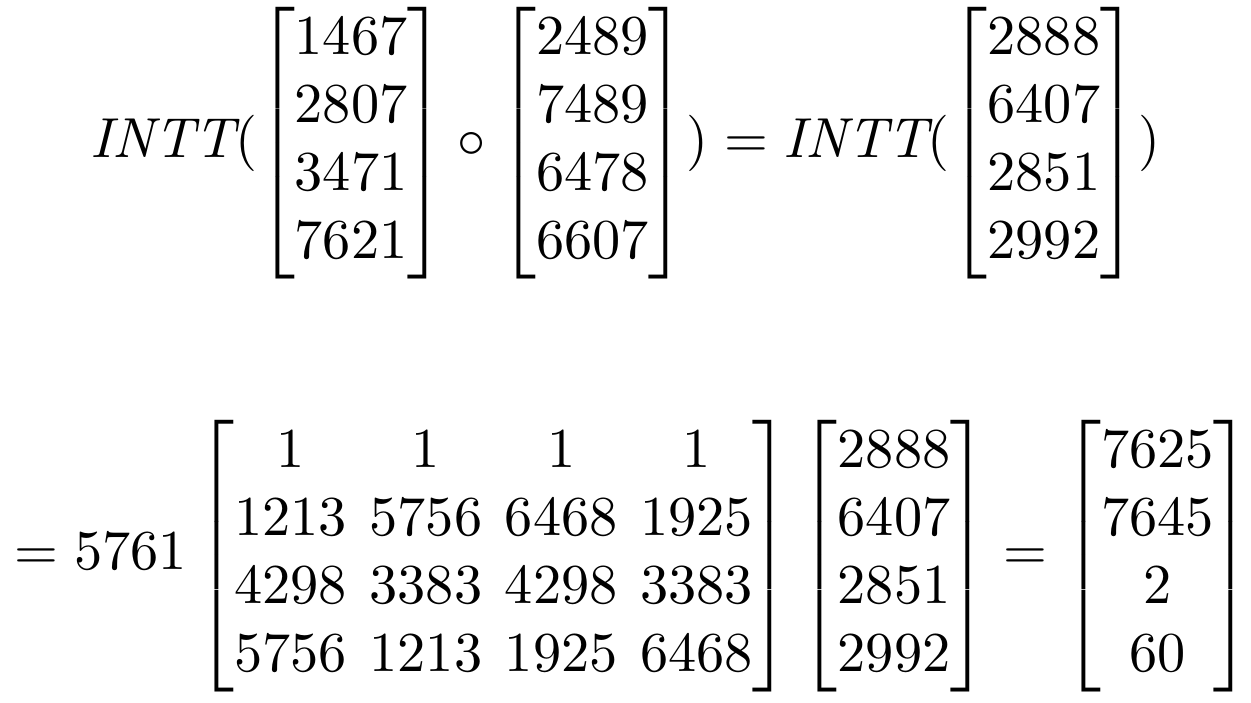 INTT([1467 2807 3471 7621] ∘ [2489 7489 6478 6607]) = INTT([2888 6407 2851 2992])
= 5761 [1 1 1 1
1213 5756 6468 1925
4298 3383 4298 3383
5756 1213 1925 6468] [2888 6407 2851 2992] = [7625 7645 2 60]